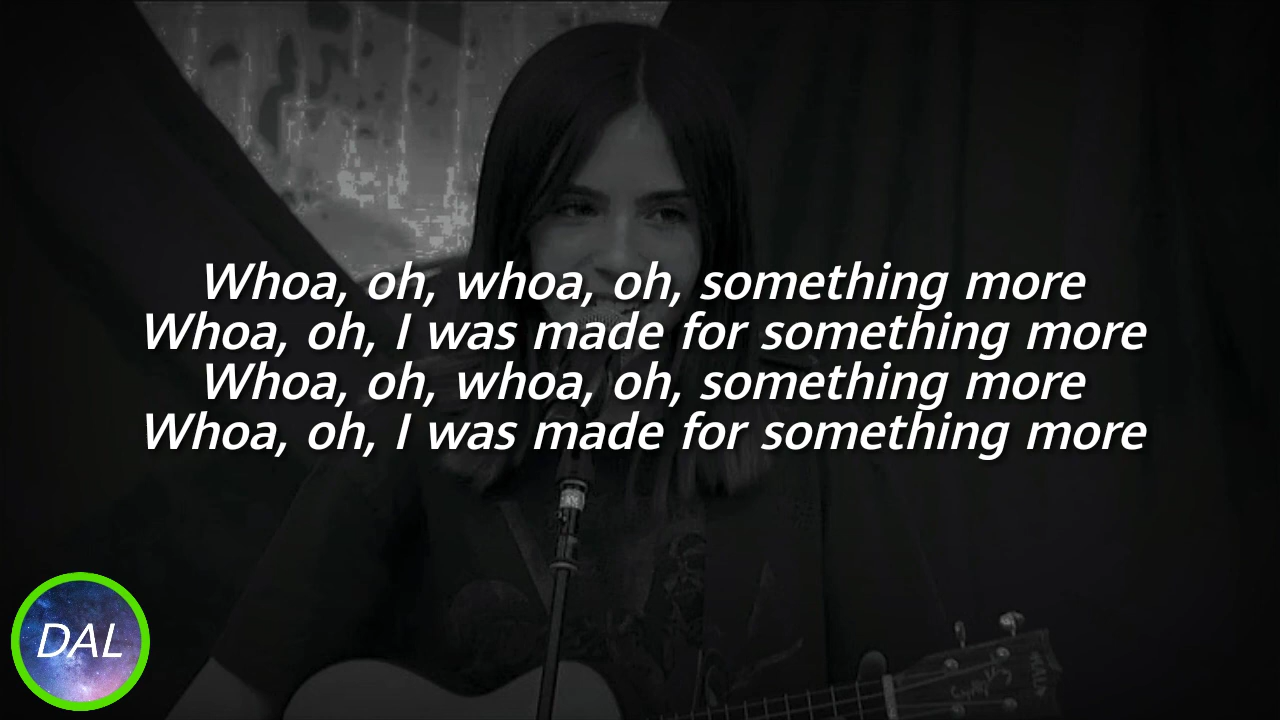 Whoa, oh, whoa, oh, something more
Whoa, oh, I was made for something more
Whoa, oh, whoa, oh, something more
Whoa, oh, I was made for something more
DAL